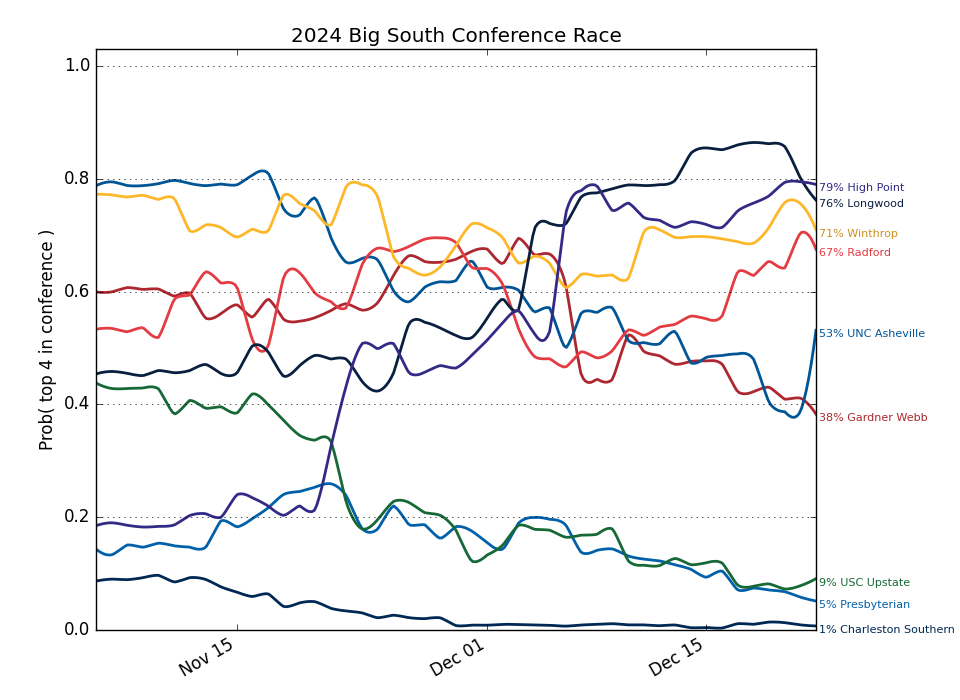 2024 Big South Conference Race
Prob( top 4 in conference )
1.0
0.8
0.6
0.4
0.2
0.0
Nov 15
Dec 01
Dec 15
79% High Point
76% Longwood
71% Winthrop
67% Radford
53% UNC Asheville
38% Gardner Webb
9% USC Upstate
5% Presbyterian
1% Charleston Southern